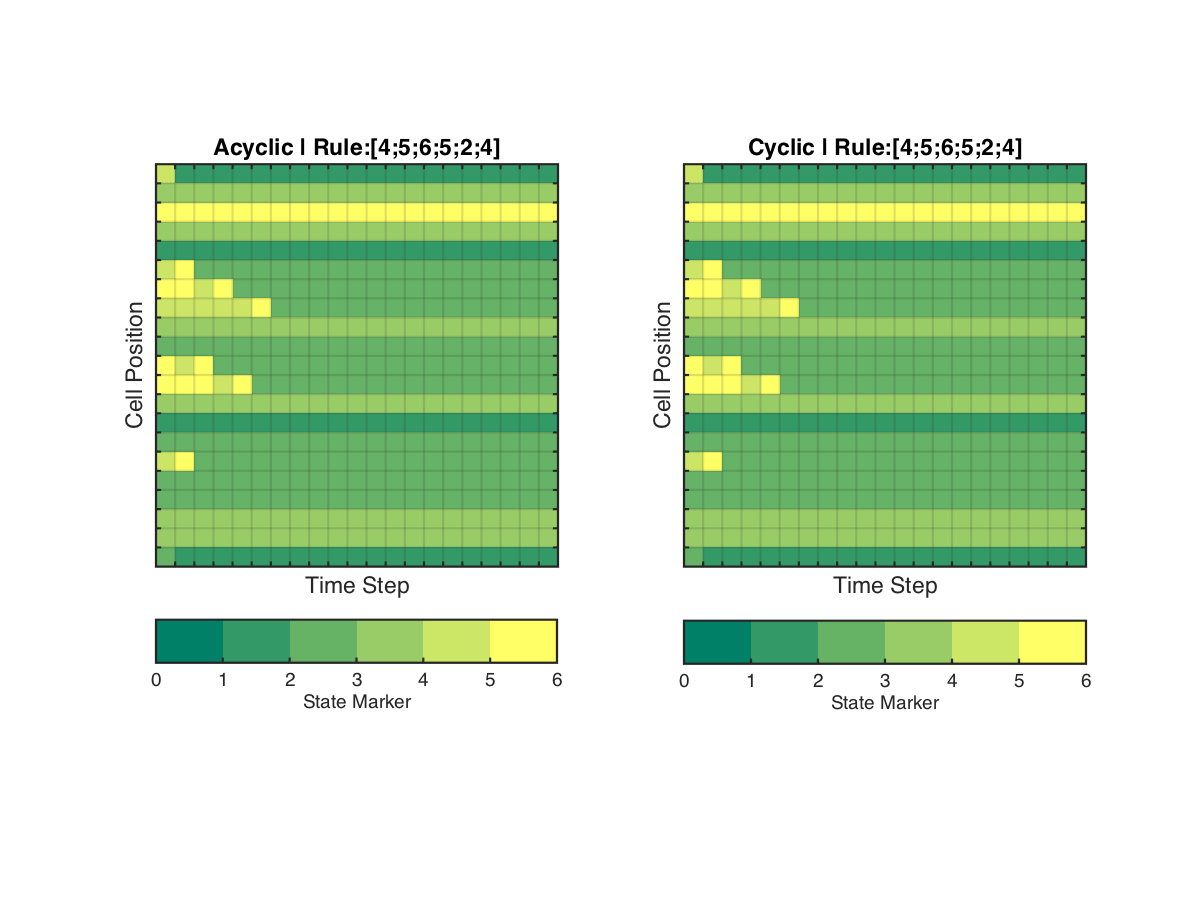 Acyclic | Rule:[4;5;6;5;2;4]
Cell Position
Time Step
0 1 2 3 4 5 6
State Marker
Cyclic | Rule:[4;5;6;5;2;4]
Cell Position
Time Step
0 1 2 3 4 5 6
State Marker